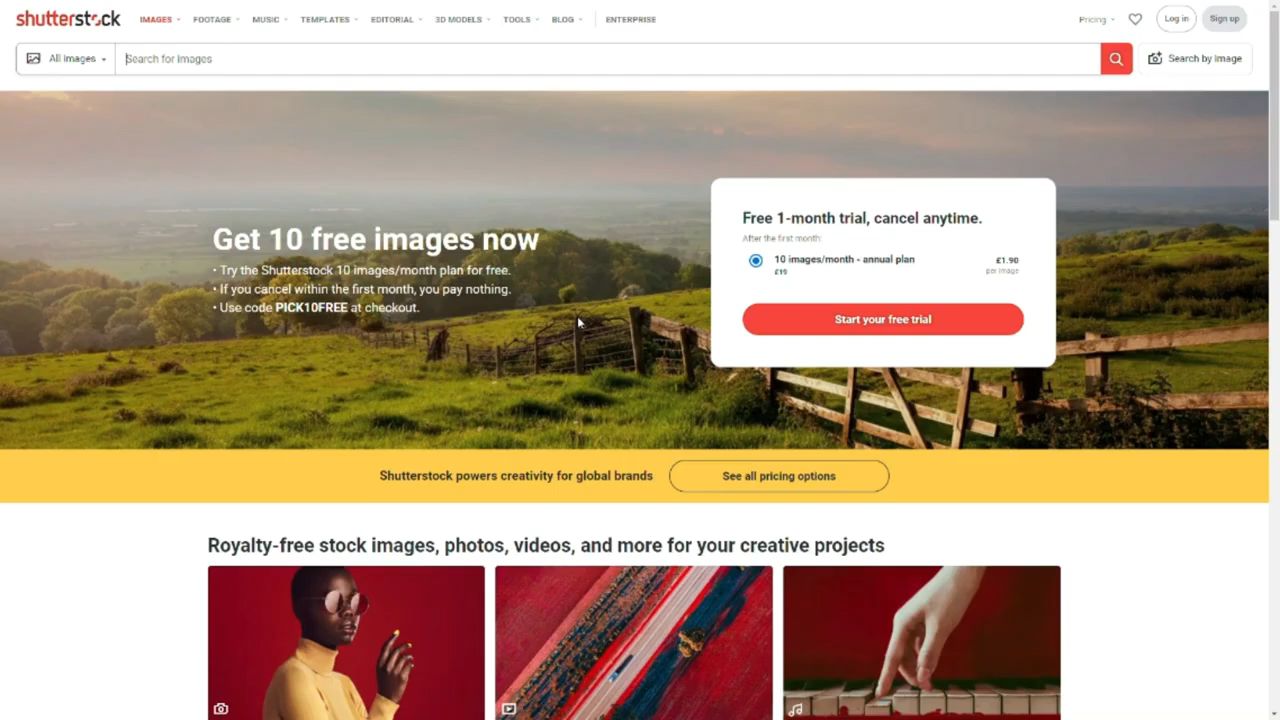 shutterstock
IMAGES FOOTAGE MUSIC TEMPLATES EDITORIAL 3D MODELS TOOLS BLOG ENTERPRISE
Pricing Log in Sign up
All images Search for images Search by image
Get 10 free images now
• Try the Shutterstock 10 images/month plan for free.
• If you cancel within the first month, you pay nothing.
• Use code PICK10FREE at checkout.
Free 1-month trial, cancel anytime.
After the first month:
10 images/month - annual plan £1.90
£19 per image
Start your free trial
Shutterstock powers creativity for global brands See all pricing options
Royalty-free stock images, photos, videos, and more for your creative projects